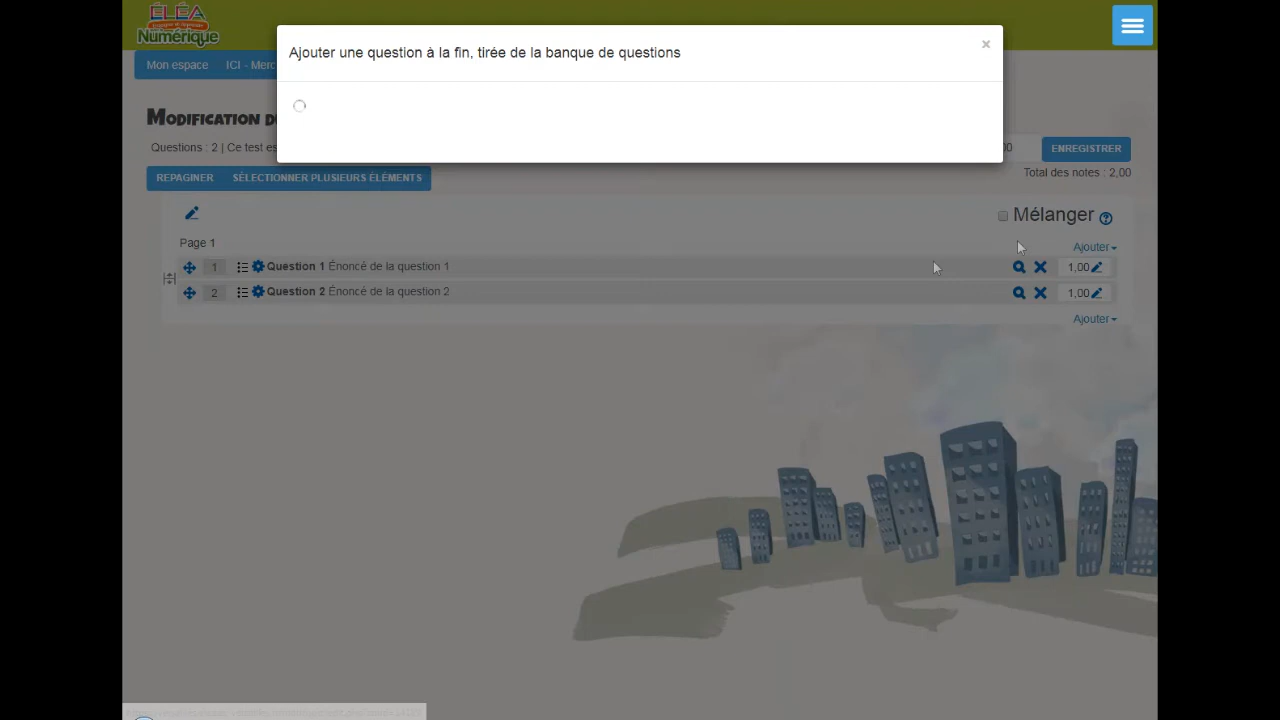 ÉLÉA
Numérique
Ajouter une question à la fin, tirée de la banque de questions
×
Mon espace ICI - Merc
MODIFICATION D
Questions : 2 | Ce test es
00 ENREGISTRER
REPAGINER SÉLECTIONNER PLUSIEURS ÉLÉMENTS
Total des notes : 2,00
Mélanger
Page 1
Ajouter
1 Question 1 Énoncé de la question 1 1,00
2 Question 2 Énoncé de la question 2 1,00
Ajouter